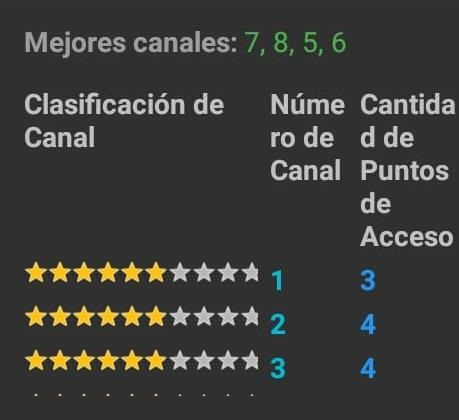 Mejores canales: 7, 8, 5, 6
Clasificación de Canal
Núme
ro de
Canal
Cantida
d de
Puntos
de
Acceso
1 3
2 4
3 4